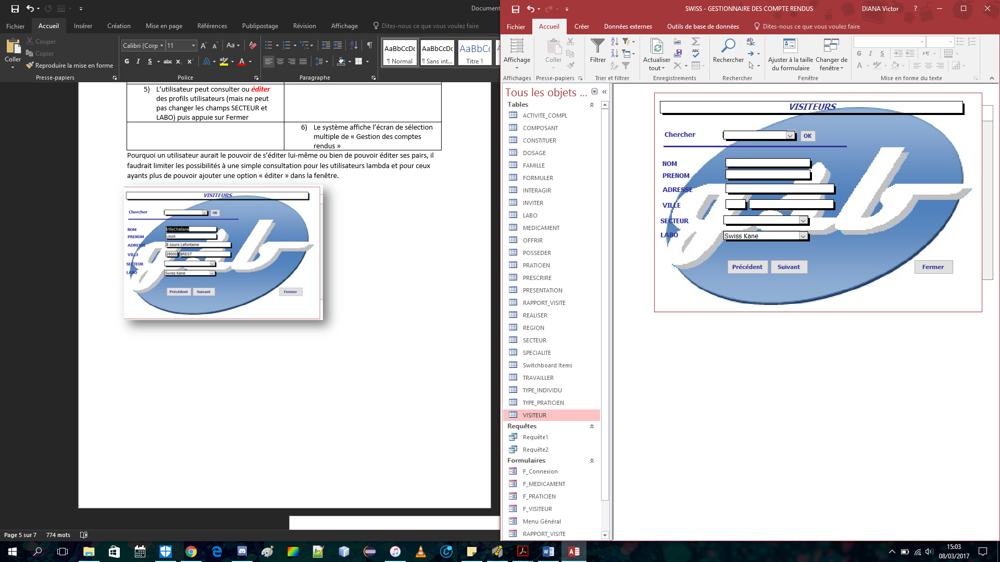 Document
Fichier Accueil Insérer Création Mise en page Références Publipostage Révision Affichage Dites-nous ce que vous voulez faire
Coller
Couper
Copier
Reproduire la mise en forme
Presse-papiers
Calibri (Corp 11
Police
Paragraphe
AaBbCcDc AaBbCcDc AaBbC
¶ Normal ¶ Sans int... Titre 1
5) L'utilisateur peut consulter ou éditer
des profils utilisateurs (mais ne peut
pas changer les champs SECTEUR et
LABO) puis appuie sur Fermer
6) Le système affiche l'écran de sélection
multiple de « Gestion des comptes
rendus »
Pourquoi un utilisateur aurait le pouvoir de s'éditer lui-même ou bien de pouvoir éditer ses pairs, il
faudrait limiter les possibilités à une simple consultation pour les utilisateurs lambda et pour ceux
ayants plus de pouvoir ajouter une option « éditer » dans la fenêtre.
VISITEURS
Chercher OK
NOM VilleChallane
PRENOM Louis
ADRESSE 8 cours Lafontaine
VILLE 29000 BREST
SECTEUR
LABO Swiss Kane
Précédent Suivant Fermer
gsb
Page 5 sur 7 774 mots
SWISS - GESTIONNAIRE DES COMPTE RENDUS DIANA Victor
Fichier Accueil Créer Données externes Outils de base de données Dites-nous ce que vous voulez faire
Affichage
Affichages
Coller
Presse-papiers
Filtrer
Trier et filtrer
Actualiser
tout
Enregistrements
Rechercher
Rechercher
Ajuster à la taille
du formulaire
Changer de
fenêtre
Fenêtre
Mise en forme du texte
Tous les objets ...
Tables
ACTIVITE_COMPL
COMPOSANT
CONSTITUER
DOSAGE
FAMILLE
FORMULER
INTERAGIR
INVITER
LABO
MEDICAMENT
OFFRIR
POSSEDER
PRATICIEN
PRESCRIRE
PRESENTATION
RAPPORT_VISITE
REALISER
REGION
SECTEUR
SPECIALITE
Switchboard Items
TRAVAILLER
TYPE_INDIVIDU
TYPE_PRATICIEN
VISITEUR
Requêtes
Requête1
Requête2
Formulaires
F_Connexion
F_MEDICAMENT
F_PRATICIEN
F_VISITEUR
Menu Général
RAPPORT_VISITE
VISITEURS
Chercher OK
NOM
PRENOM
ADRESSE
VILLE
SECTEUR
LABO Swiss Kane
Précédent Suivant Fermer
gsb
15:03
08/03/2017